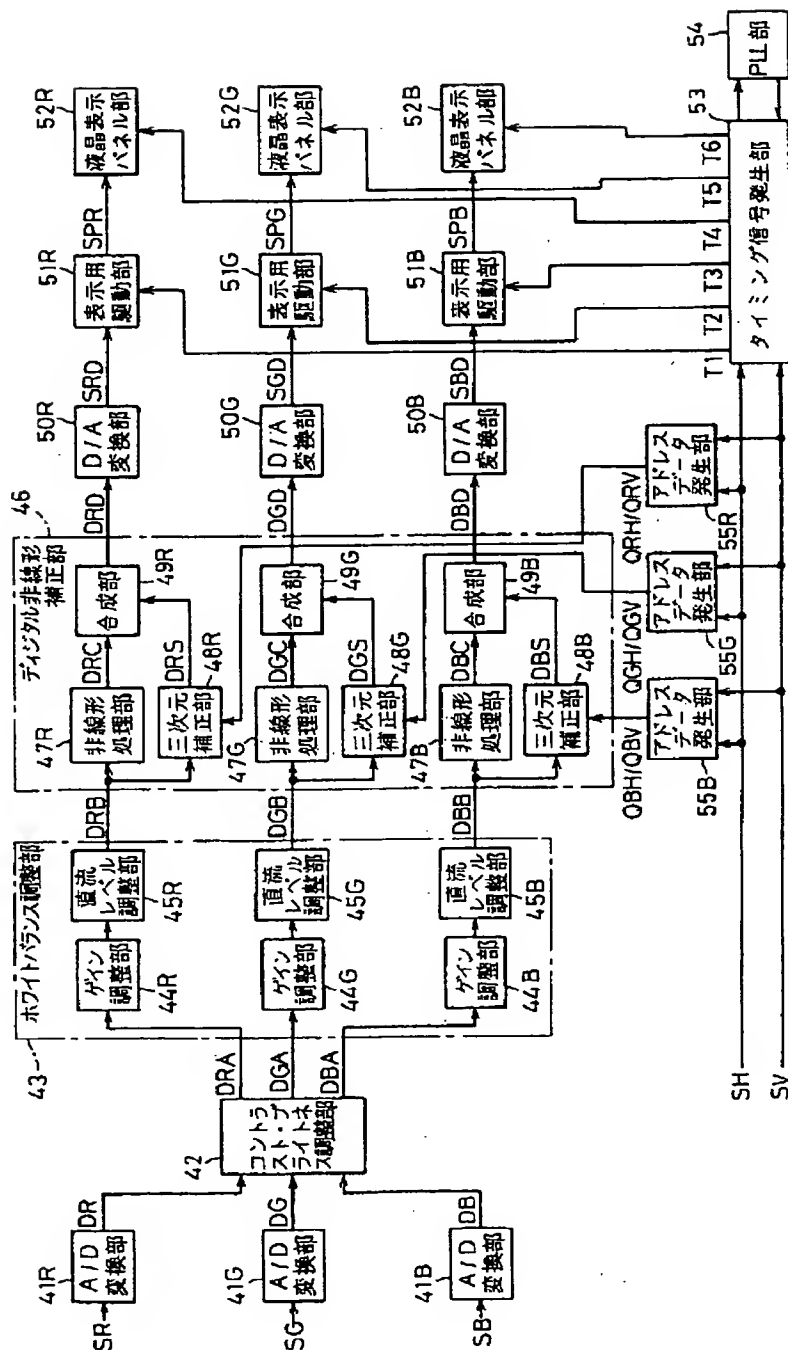 SR
41R
A/D
変換部
DR
SG
41G
A/D
変換部
DG
SB
41B
A/D
変換部
DB
42
コントラ
スト・ブ
ライトネ
ス調整部
DRA
DGA
DBA
43
ホワイトバランス調整部
ゲイン
調整部
44R
直流
レベル
調整部
45R
DRB
ゲイン
調整部
44G
直流
レベル
調整部
45G
DGB
ゲイン
調整部
44B
直流
レベル
調整部
45B
DBB
46
ディジタル非線形
補正部
47R
非線形
処理部
DRC
合成部
49R
DRD
三次元
補正部
48R
DRS
47G
非線形
処理部
DGC
合成部
49G
DGD
三次元
補正部
48G
DGS
47B
非線形
処理部
DBC
合成部
49B
DBD
三次元
補正部
48B
DBS
50R
D/A
変換部
SRD
51R
表示用
駆動部
SPR
52R
液晶表示
パネル部
50G
D/A
変換部
SGD
51G
表示用
駆動部
SPG
52G
液晶表示
パネル部
50B
D/A
変換部
SBD
51B
表示用
駆動部
SPB
52B
液晶表示
パネル部
QBH/QBV
アドレス
データ
発生部
55B
QGH/QGV
アドレス
データ
発生部
55G
QRH/QRV
アドレス
データ
発生部
55R
T1
T2
T3
T4
T5
T6
タイミング信号発生部
53
PLL部
54
SH
SV